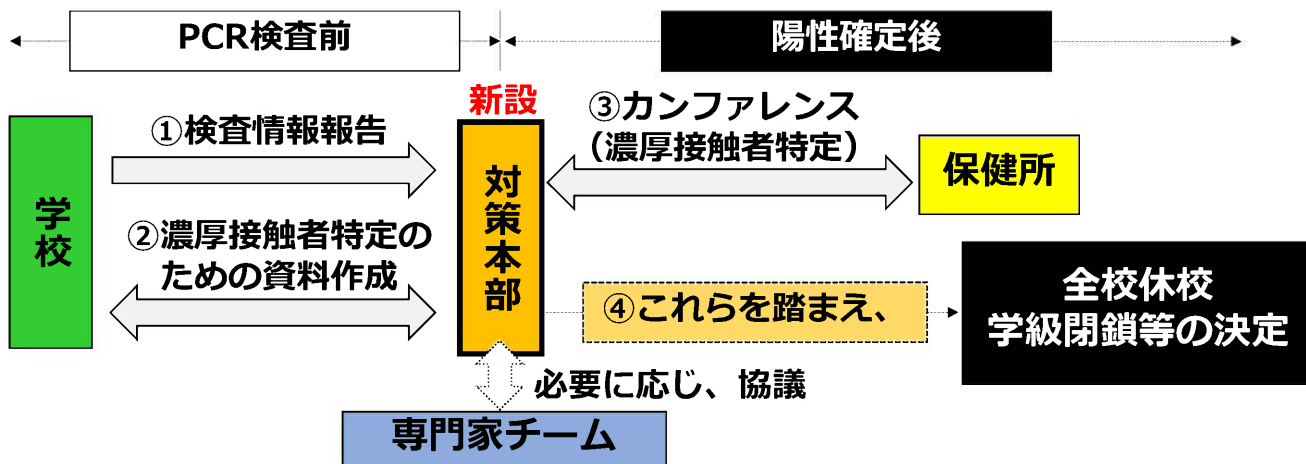 PCR検査前
陽性確定後
新設
①検査情報報告
③カンファレンス
（濃厚接触者特定）
学校
対策本部
保健所
②濃厚接触者特定の
ための資料作成
④これらを踏まえ、
全校休校
学級閉鎖等の決定
必要に応じ、協議
専門家チーム